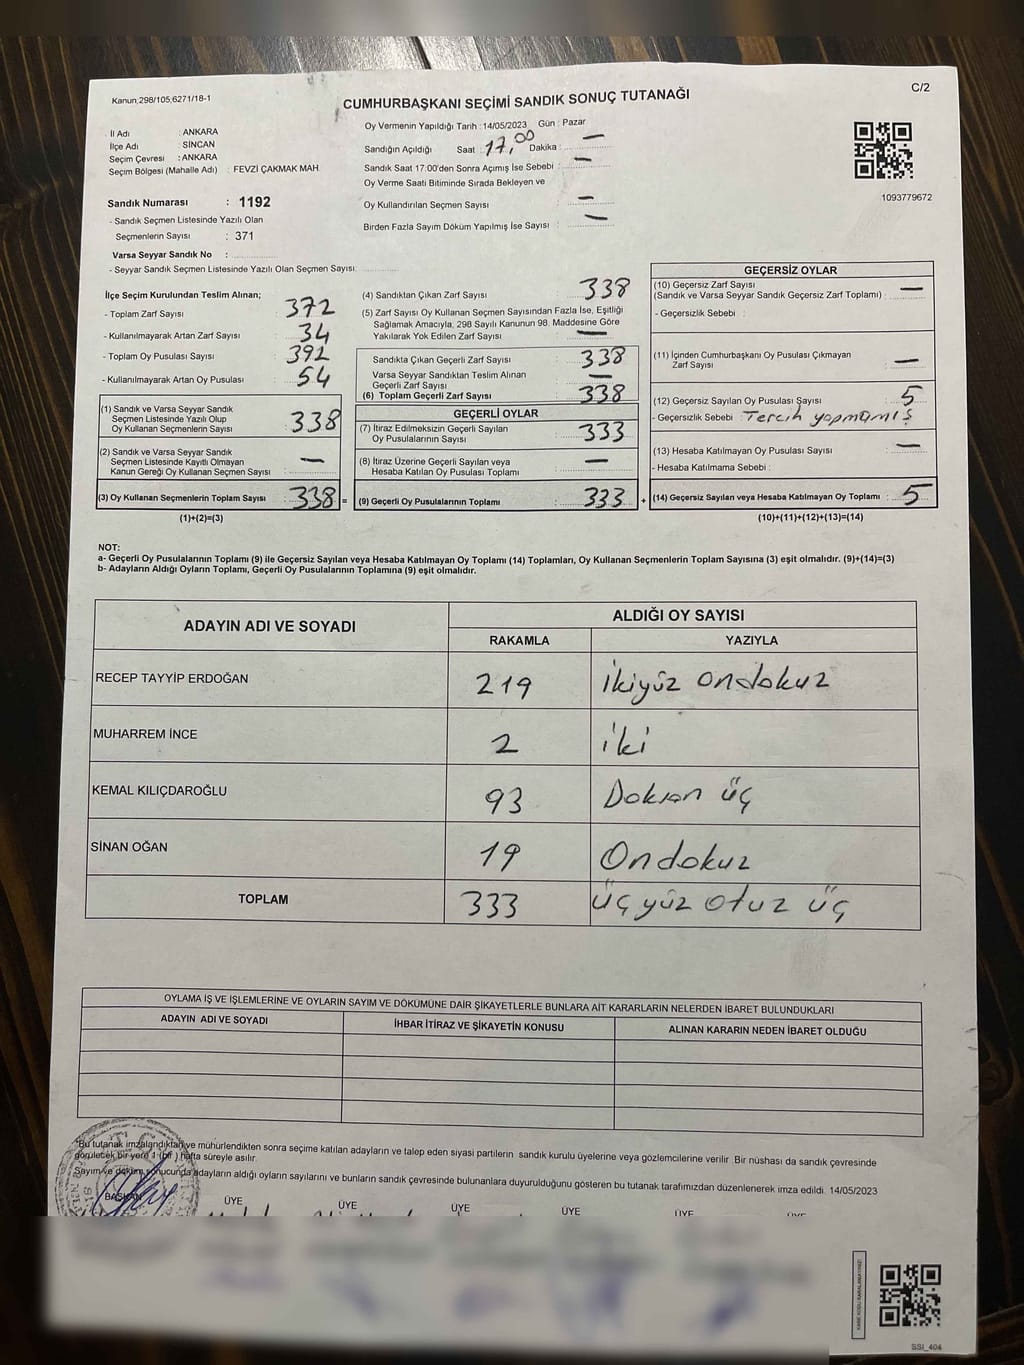 Kanun;298/105;6271/18-1
C/2
CUMHURBAŞKANI SEÇİMİ SANDIK SONUÇ TUTANAĞI
İl Adı : ANKARA
İlçe Adı : SİNCAN
Seçim Çevresi : ANKARA
Seçim Bölgesi (Mahalle Adı) : FEVZİ ÇAKMAK MAH
Sandık Numarası : 1192
- Sandık Seçmen Listesinde Yazılı Olan
Seçmenlerin Sayısı : 371
Varsa Seyyar Sandık No :
- Seyyar Sandık Seçmen Listesinde Yazılı Olan Seçmen Sayısı:
Oy Vermenin Yapıldığı Tarih : 14/05/2023 Gün : Pazar
Sandığın Açıldığı Saat : 17,00 Dakika : —
Sandık Saat 17:00'den Sonra Açımış İse Sebebi : —
Oy Verme Saati Bitiminde Sırada Bekleyen ve
Oy Kullandırılan Seçmen Sayısı : —
Birden Fazla Sayım Döküm Yapılmış İse Sayısı : —
1093779672
İlçe Seçim Kurulundan Teslim Alınan;
- Toplam Zarf Sayısı : 372
- Kullanılmayarak Artan Zarf Sayısı : 34
- Toplam Oy Pusulası Sayısı : 392
- Kullanılmayarak Artan Oy Pusulası : 54
(1) Sandık ve Varsa Seyyar Sandık
Seçmen Listesinde Yazılı Olup
Oy Kullanan Seçmenlerin Sayısı : 338
(2) Sandık ve Varsa Seyyar Sandık
Seçmen Listesinde Kayıtlı Olmayan
Kanun Gereği Oy Kullanan Seçmen Sayısı : —
(3) Oy Kullanan Seçmenlerin Toplam Sayısı : 338 =
(1)+(2)=(3)
(4) Sandıktan Çıkan Zarf Sayısı : 338
(5) Zarf Sayısı Oy Kullanan Seçmen Sayısından Fazla İse, Eşitliği
Sağlamak Amacıyla, 298 Sayılı Kanunun 98. Maddesine Göre
Yakılarak Yok Edilen Zarf Sayısı : —
Sandıkta Çıkan Geçerli Zarf Sayısı : 338
Varsa Seyyar Sandıktan Teslim Alınan
Geçerli Zarf Sayısı : —
(6) Toplam Geçerli Zarf Sayısı : 338
GEÇERLİ OYLAR
(7) İtiraz Edilmeksizin Geçerli Sayılan
Oy Pusulalarının Sayısı : 333
(8) İtiraz Üzerine Geçerli Sayılan veya
Hesaba Katılan Oy Pusulası Toplamı : —
(9) Geçerli Oy Pusulalarının Toplamı : 333 +
GEÇERSİZ OYLAR
(10) Geçersiz Zarf Sayısı
(Sandık ve Varsa Seyyar Sandık Geçersiz Zarf Toplamı) : —
- Geçersizlik Sebebi :
(11) İçinden Cumhurbaşkanı Oy Pusulası Çıkmayan
Zarf Sayısı : —
(12) Geçersiz Sayılan Oy Pusulası Sayısı : 5
- Geçersizlik Sebebi : Tercih yapmamış
(13) Hesaba Katılmayan Oy Pusulası Sayısı : —
- Hesaba Katılmama Sebebi :
(14) Geçersiz Sayılan veya Hesaba Katılmayan Oy Toplamı : 5
(10)+(11)+(12)+(13)=(14)
NOT:
a- Geçerli Oy Pusulalarının Toplamı (9) ile Geçersiz Sayılan veya Hesaba Katılmayan Oy Toplamı (14) Toplamları, Oy Kullanan Seçmenlerin Toplam Sayısına (3) eşit olmalıdır. (9)+(14)=(3)
b- Adayların Aldığı Oyların Toplamı, Geçerli Oy Pusulalarının Toplamına (9) eşit olmalıdır.
ADAYIN ADI VE SOYADI ALDIĞI OY SAYISI
RAKAMLA YAZIYLA
RECEP TAYYİP ERDOĞAN 219 İkiyüz ondokuz
MUHARREM İNCE 2 iki
KEMAL KILIÇDAROĞLU 93 Doksan üç
SİNAN OĞAN 19 Ondokuz
TOPLAM 333 üçyüz otuz üç
OYLAMA İŞ VE İŞLEMLERİNE VE OYLARIN SAYIM VE DÖKÜMÜNE DAİR ŞİKAYETLERLE BUNLARA AİT KARARLARIN NELERDEN İBARET BULUNDUKLARI
ADAYIN ADI VE SOYADI İHBAR İTİRAZ VE ŞİKAYETİN KONUSU ALINAN KARARIN NEDEN İBARET OLDUĞU
*Bu tutanak imzalandıktan ve mühürlendikten sonra seçime katılan adayların ve talep eden siyasi partilerin sandık kurulu üyelerine veya gözlemcilerine verilir. Bir nüshası da sandık çevresinde
görülecek bir yere 1 (bir) hafta süreyle asılır.
Sayım ve döküm sonucunda adayların aldığı oyların sayılarını ve bunların sandık çevresinde bulunanlara duyurulduğunu gösteren bu tutanak tarafımızdan düzenlenerek imza edildi. 14/05/2023
BAŞKAN ÜYE ÜYE ÜYE ÜYE ÜYE ÜYE
SSI_404